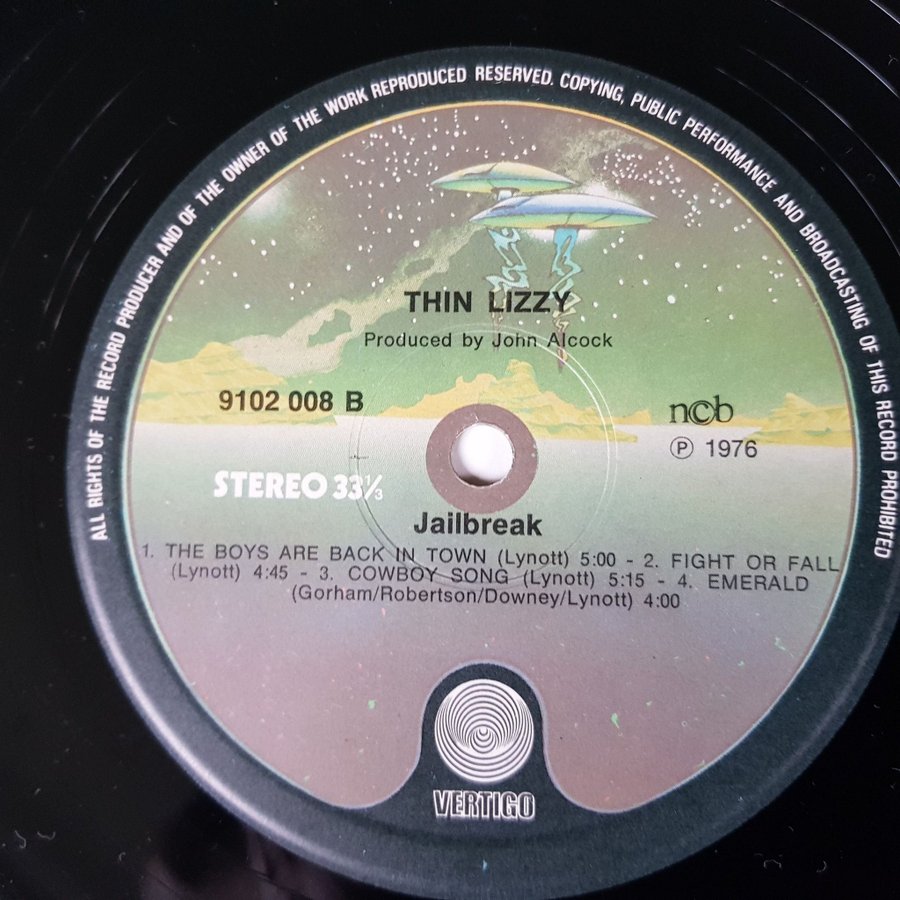 ALL RIGHTS OF THE RECORD PRODUCER AND OF THE OWNER OF THE WORK REPRODUCED RESERVED. COPYING, PUBLIC PERFORMANCE AND BROADCASTING OF THIS RECORD PROHIBITED
THIN LIZZY
Produced by John Alcock
9102 008 B
ncb
℗ 1976
STEREO 33⅓
Jailbreak
1. THE BOYS ARE BACK IN TOWN (Lynott) 5:00 - 2. FIGHT OR FALL
(Lynott) 4:45 - 3. COWBOY SONG (Lynott) 5:15 - 4. EMERALD
(Gorham/Robertson/Downey/Lynott) 4:00
VERTIGO